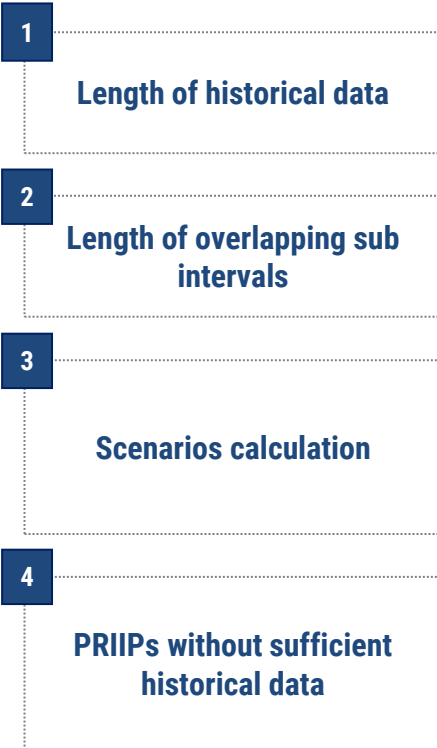 1
Length of historical data
2
Length of overlapping sub
intervals
3
Scenarios calculation
4
PRIIPs without sufficient
historical data